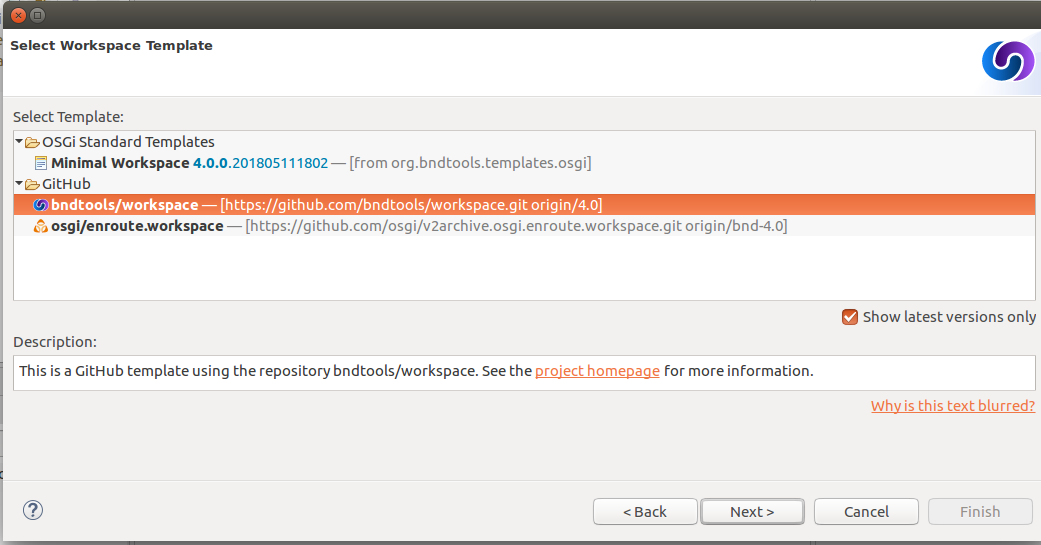 Select Workspace Template
Select Template:
OSGi Standard Templates
Minimal Workspace 4.0.0.201805111802 — [from org.bndtools.templates.osgi]
GitHub
bndtools/workspace — [https://github.com/bndtools/workspace.git origin/4.0]
osgi/enroute.workspace — [https://github.com/osgi/v2archive.osgi.enroute.workspace.git origin/bnd-4.0]
Show latest versions only
Description:
This is a GitHub template using the repository bndtools/workspace. See the project homepage for more information.
Why is this text blurred?
? < Back Next > Cancel Finish